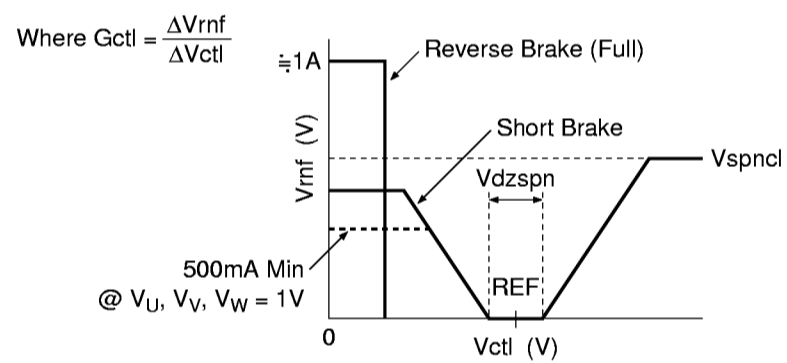 Where Gctl = ΔVrnf / ΔVctl
≒1A
Reverse Brake (Full)
Vrnf (V)
Short Brake
Vspncl
Vdzspn
500mA Min
@ VU, VV, VW = 1V
REF
0
Vctl (V)